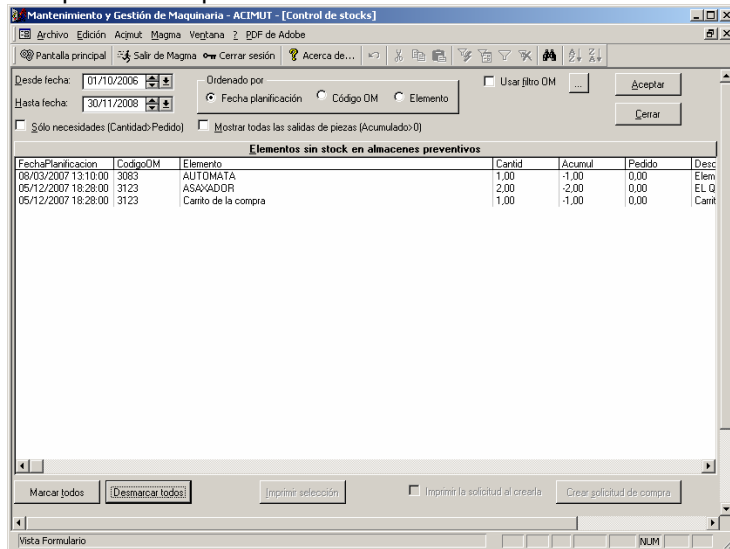 Mantenimiento y Gestión de Maquinaria - ACIMUT - [Control de stocks]
Archivo Edición Acimut Magma Ventana ? PDF de Adobe
Pantalla principal Salir de Magma Cerrar sesión Acerca de...
Desde fecha: 01/10/2006 Ordenado por Usar filtro OM ... Aceptar
Fecha planificación Código OM Elemento
Hasta fecha: 30/11/2008 Cerrar
Sólo necesidades (Cantidad>Pedido) Mostrar todas las salidas de piezas (Acumulado>0)
Elementos sin stock en almacenes preventivos
FechaPlanificacion CodigoOM Elemento Cantid Acumul Pedido Desc
08/03/2007 13:10:00 3083 AUTOMATA 1,00 -1,00 0,00 Elem
05/12/2007 18:28:00 3123 ASAXADOR 2,00 -2,00 0,00 EL Q
05/12/2007 18:28:00 3123 Carrito de la compra 1,00 -1,00 0,00 Carrit
Marcar todos Desmarcar todos Imprimir selección Imprimir la solicitud al crearla Crear solicitud de compra
Vista Formulario NUM